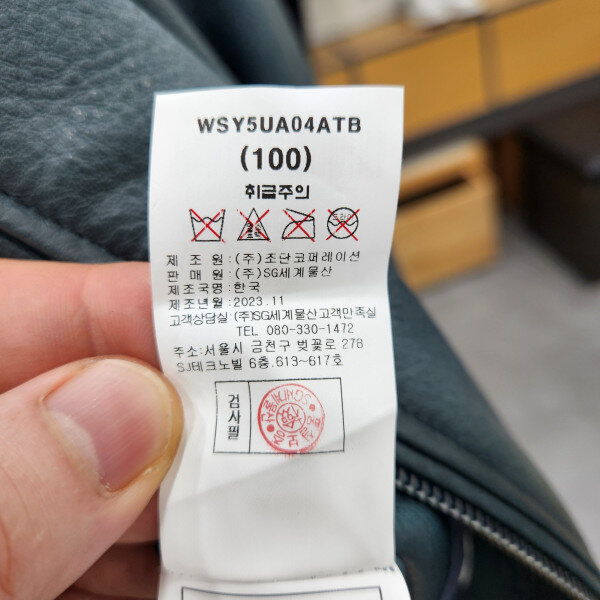 WSY5UA04ATB
(100)
취급주의
제 조 원:(주)조단코퍼레이션
판 매 원:(주)SG세계물산
제조국명:한국
제조년월:2023.11
고객상담실:(주)SG세계물산고객만족실
TEL 080-330-1472
주소:서울시 금천구 벚꽃로 278
SJ테크노빌 6층.613~617호
검사필